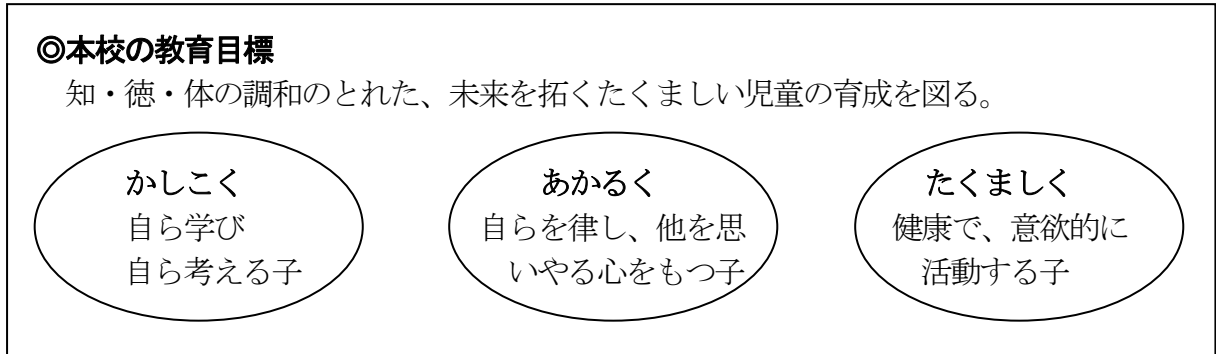 ◎本校の教育目標
知・徳・体の調和のとれた、未来を拓くたくましい児童の育成を図る。
かしこく
自ら学び
自ら考える子
あかるく
自らを律し、他を思
いやる心をもつ子
たくましく
健康で、意欲的に
活動する子